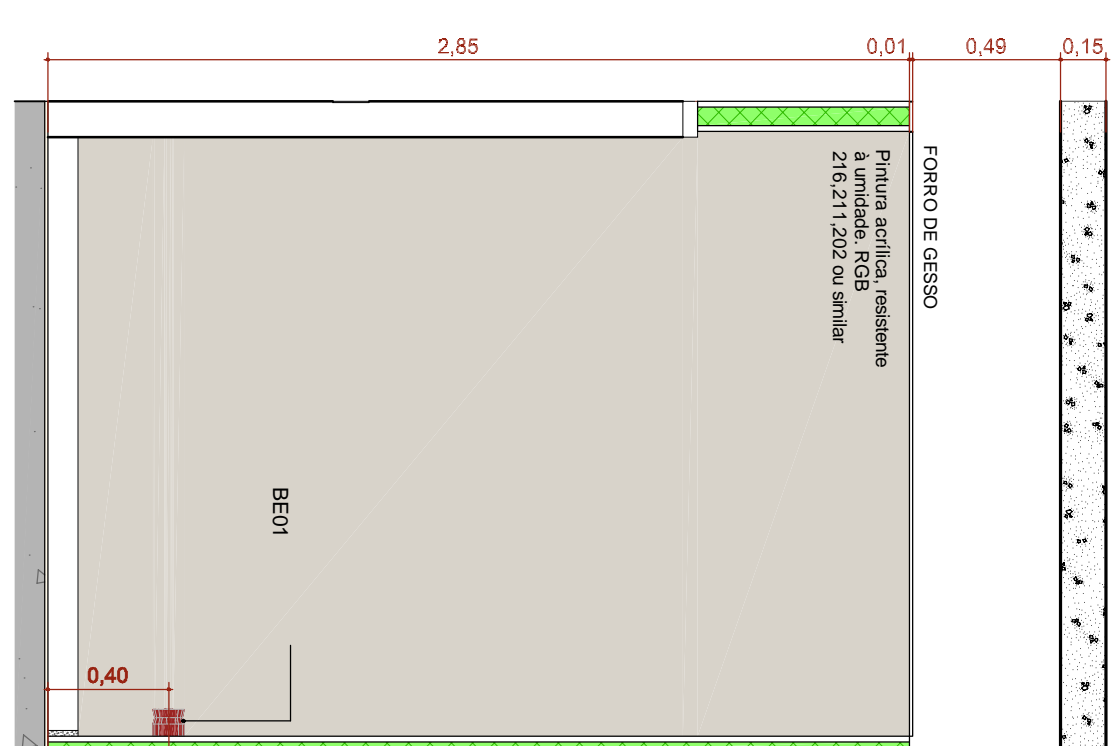 2,85
0,01
0,49
0,15
FORRO DE GESSO
Pintura acrílica, resistente
à umidade. RGB
216,211,202 ou similar
BE01
0,40